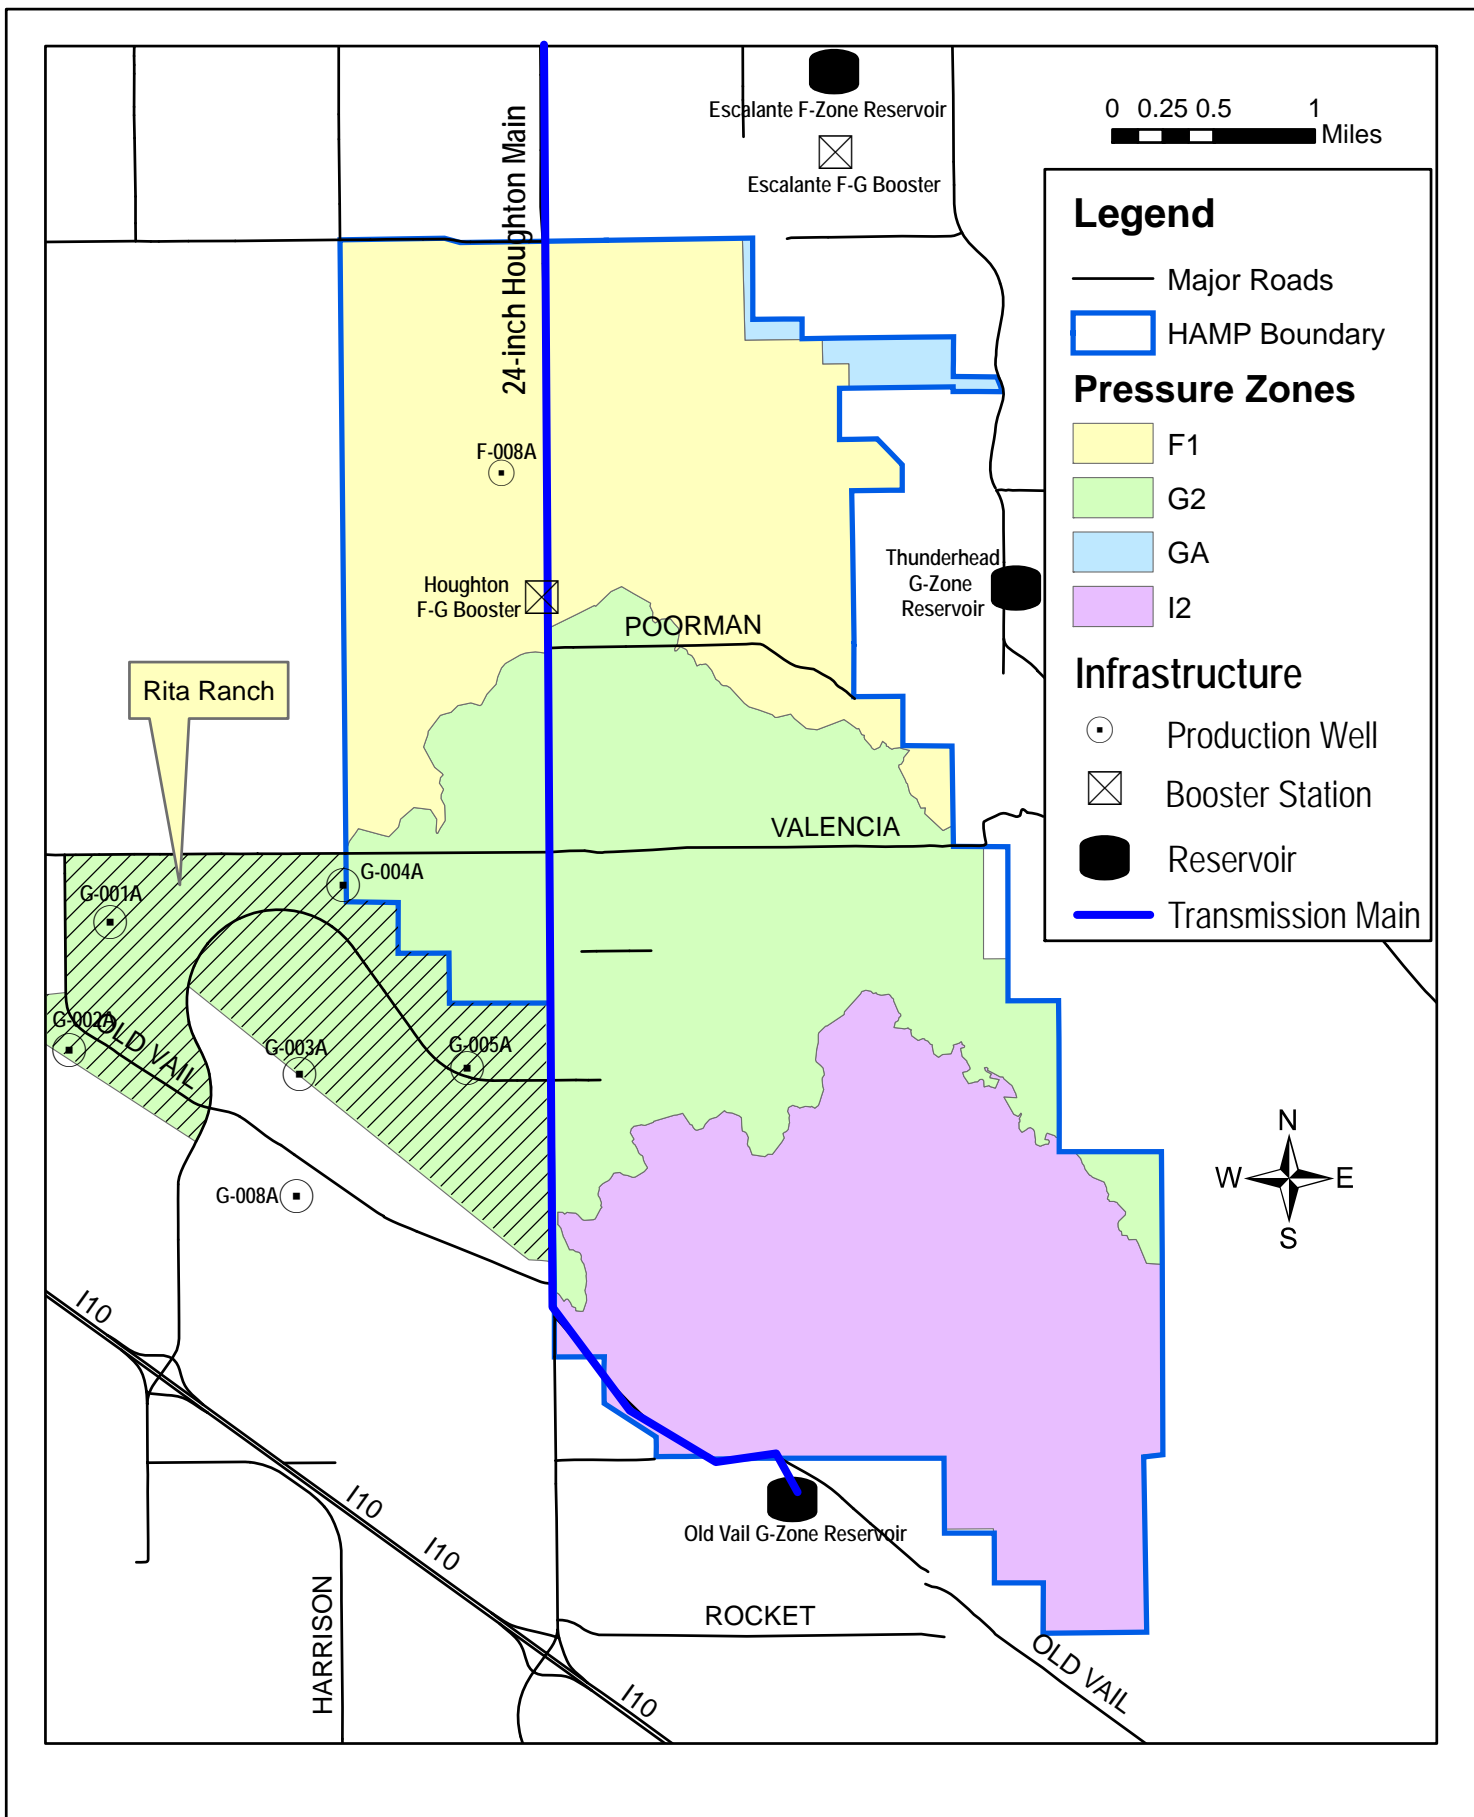 Escalante F-Zone Reservoir
Escalante F-G Booster
0 0.25 0.5 1
Miles
24-inch Houghton Main
Legend
Major Roads
HAMP Boundary
Pressure Zones
F1
G2
GA
I2
Infrastructure
Production Well
Booster Station
Reservoir
Transmission Main
F-008A
Houghton
F-G Booster
Thunderhead
G-Zone
Reservoir
POORMAN
Rita Ranch
VALENCIA
G-004A
G-001A
G-002A
OLD VAIL
G-003A
G-005A
G-008A
N
W E
S
I10
I10
I10
I10
HARRISON
Old Vail G-Zone Reservoir
ROCKET
OLD VAIL